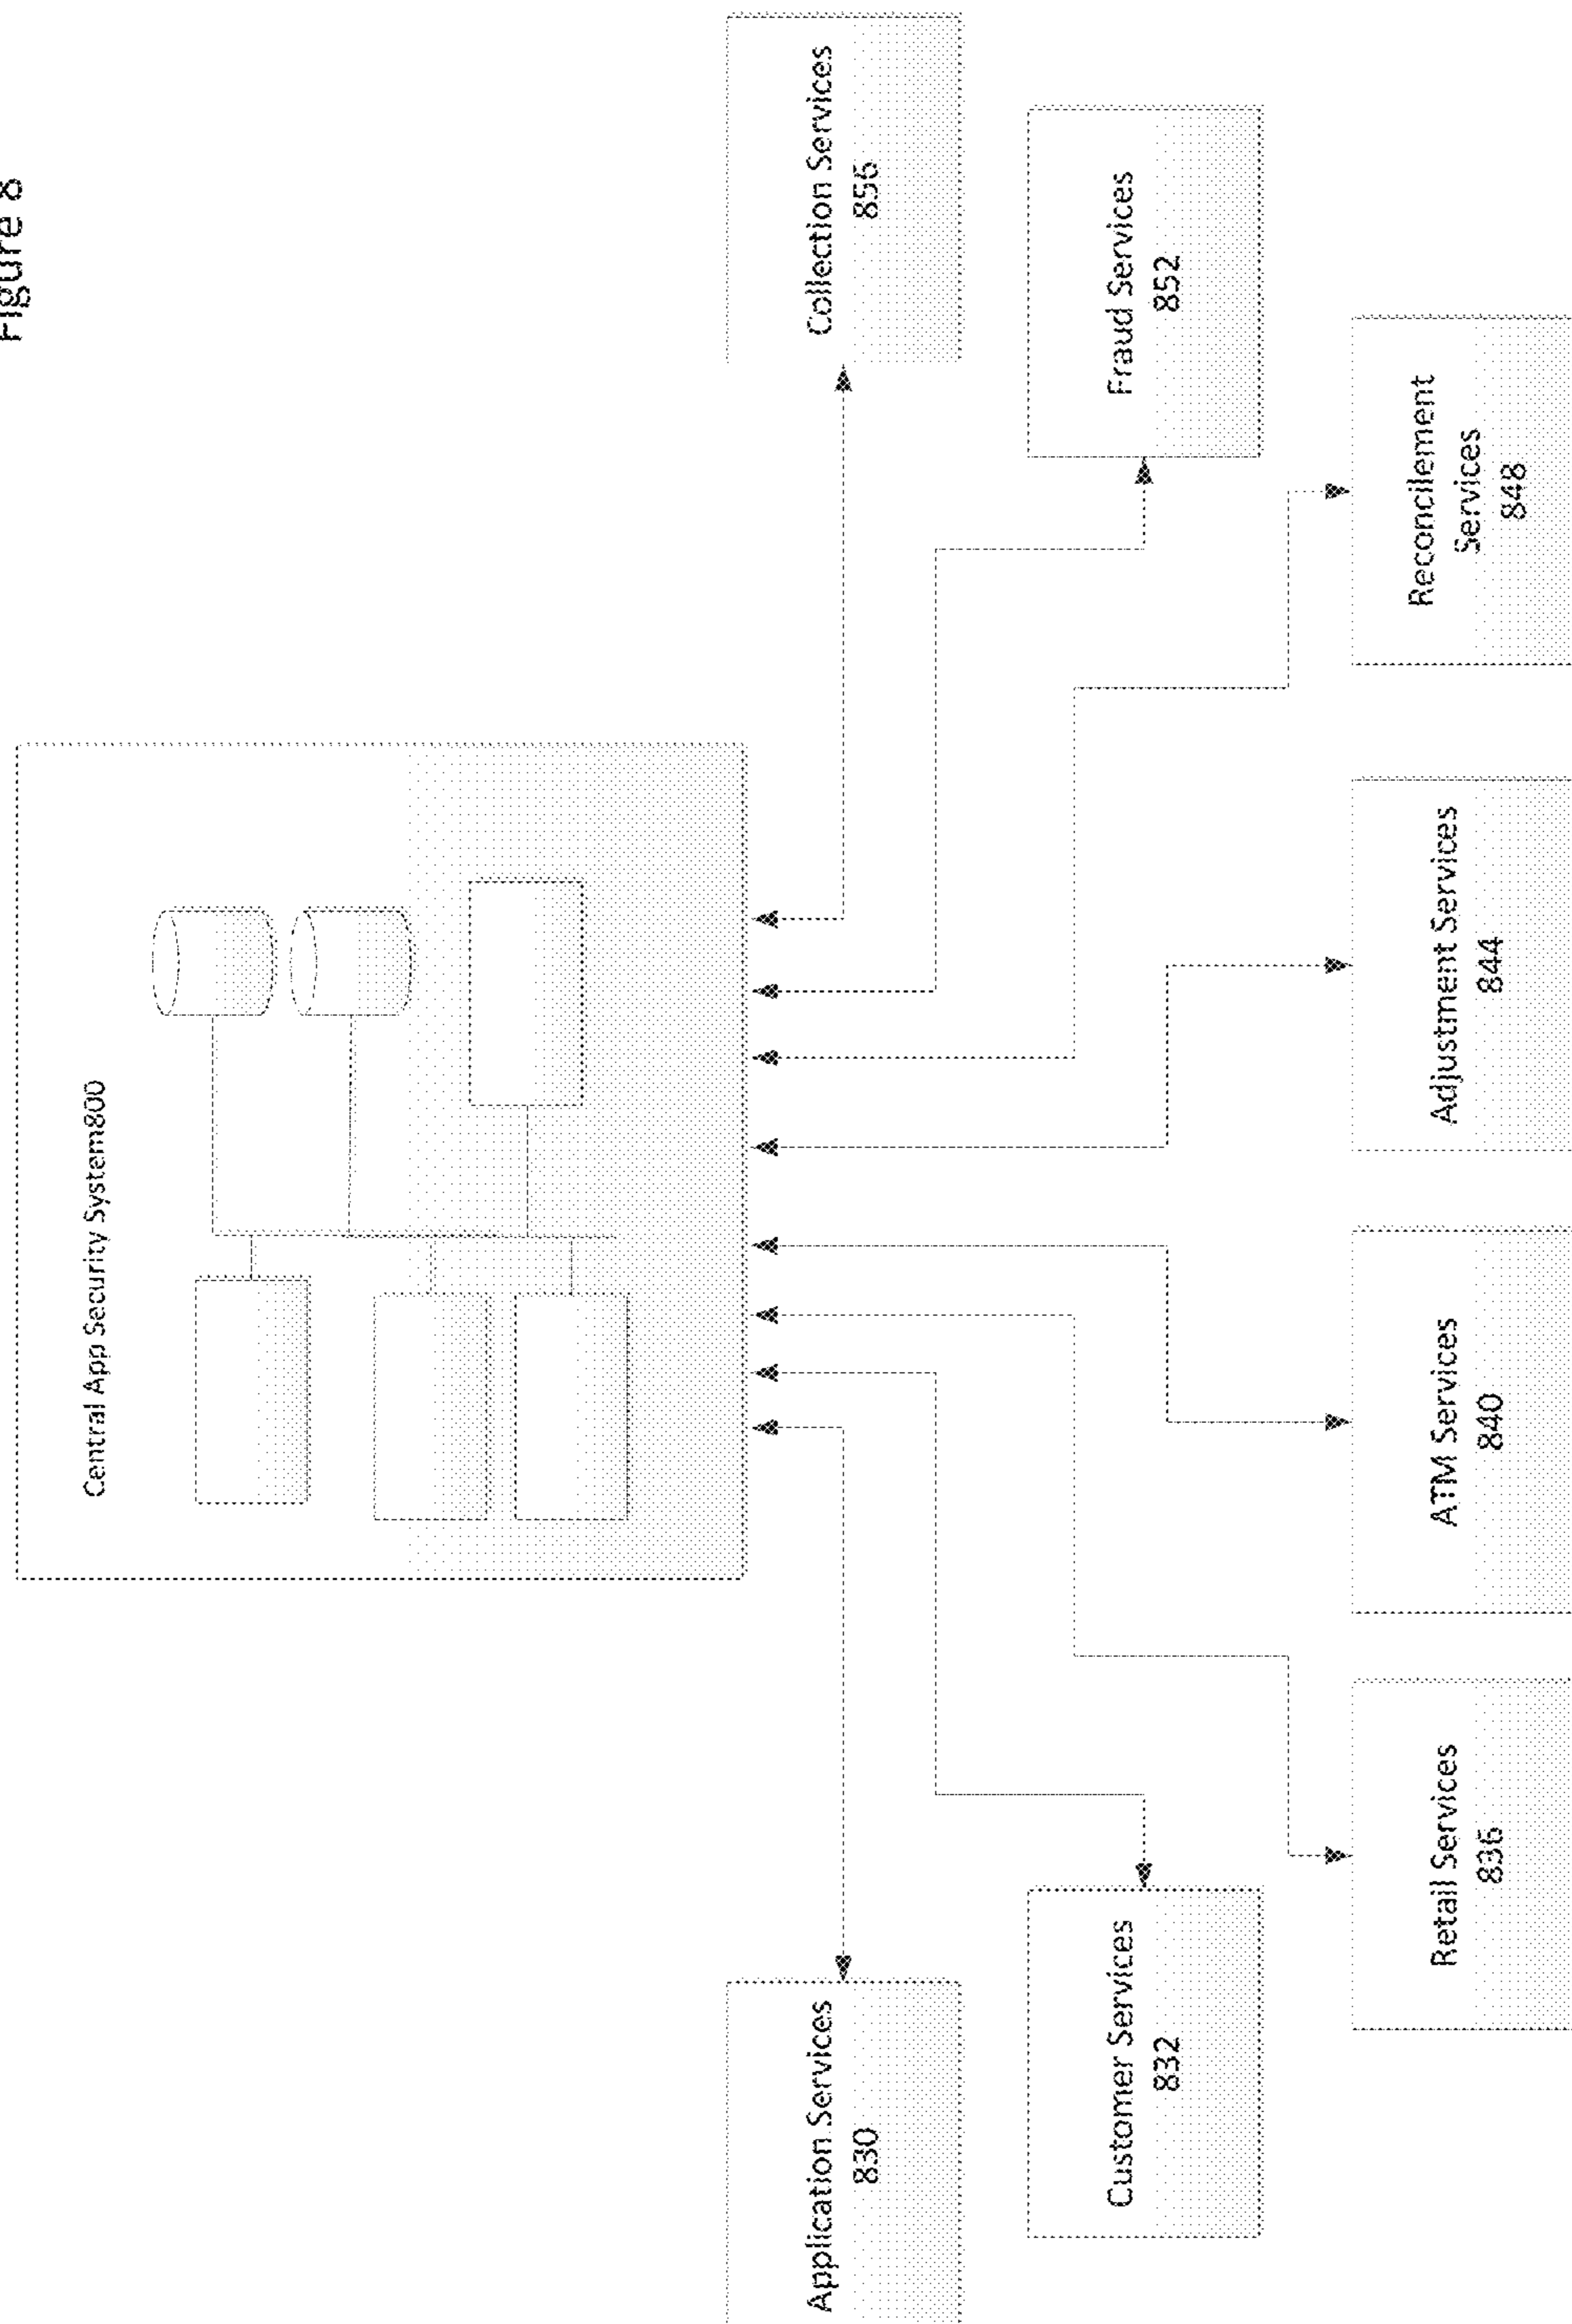 Figure 8
Central App Security System800
Application Services
830
Customer Services
832
Retail Services
836
ATM Services
840
Adjustment Services
844
Reconcilement
Services
848
Fraud Services
852
Collection Services
856